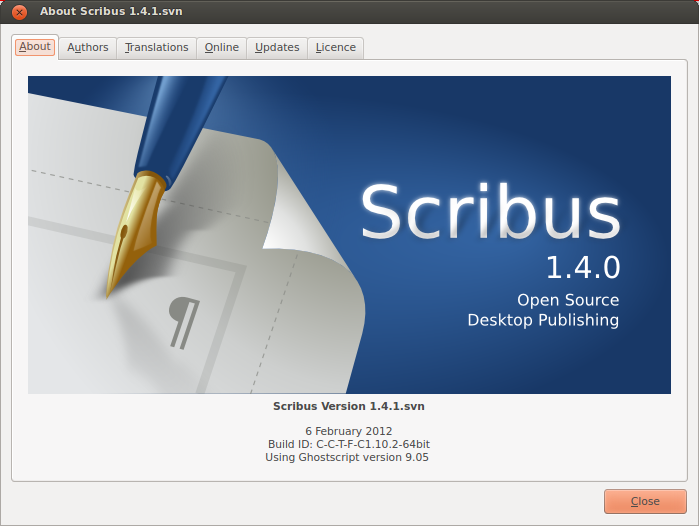 About Scribus 1.4.1.svn
About Authors Translations Online Updates Licence
Scribus
1.4.0
Open Source
Desktop Publishing
¶
Scribus Version 1.4.1.svn
6 February 2012
Build ID: C-C-T-F-C1.10.2-64bit
Using Ghostscript version 9.05
Close